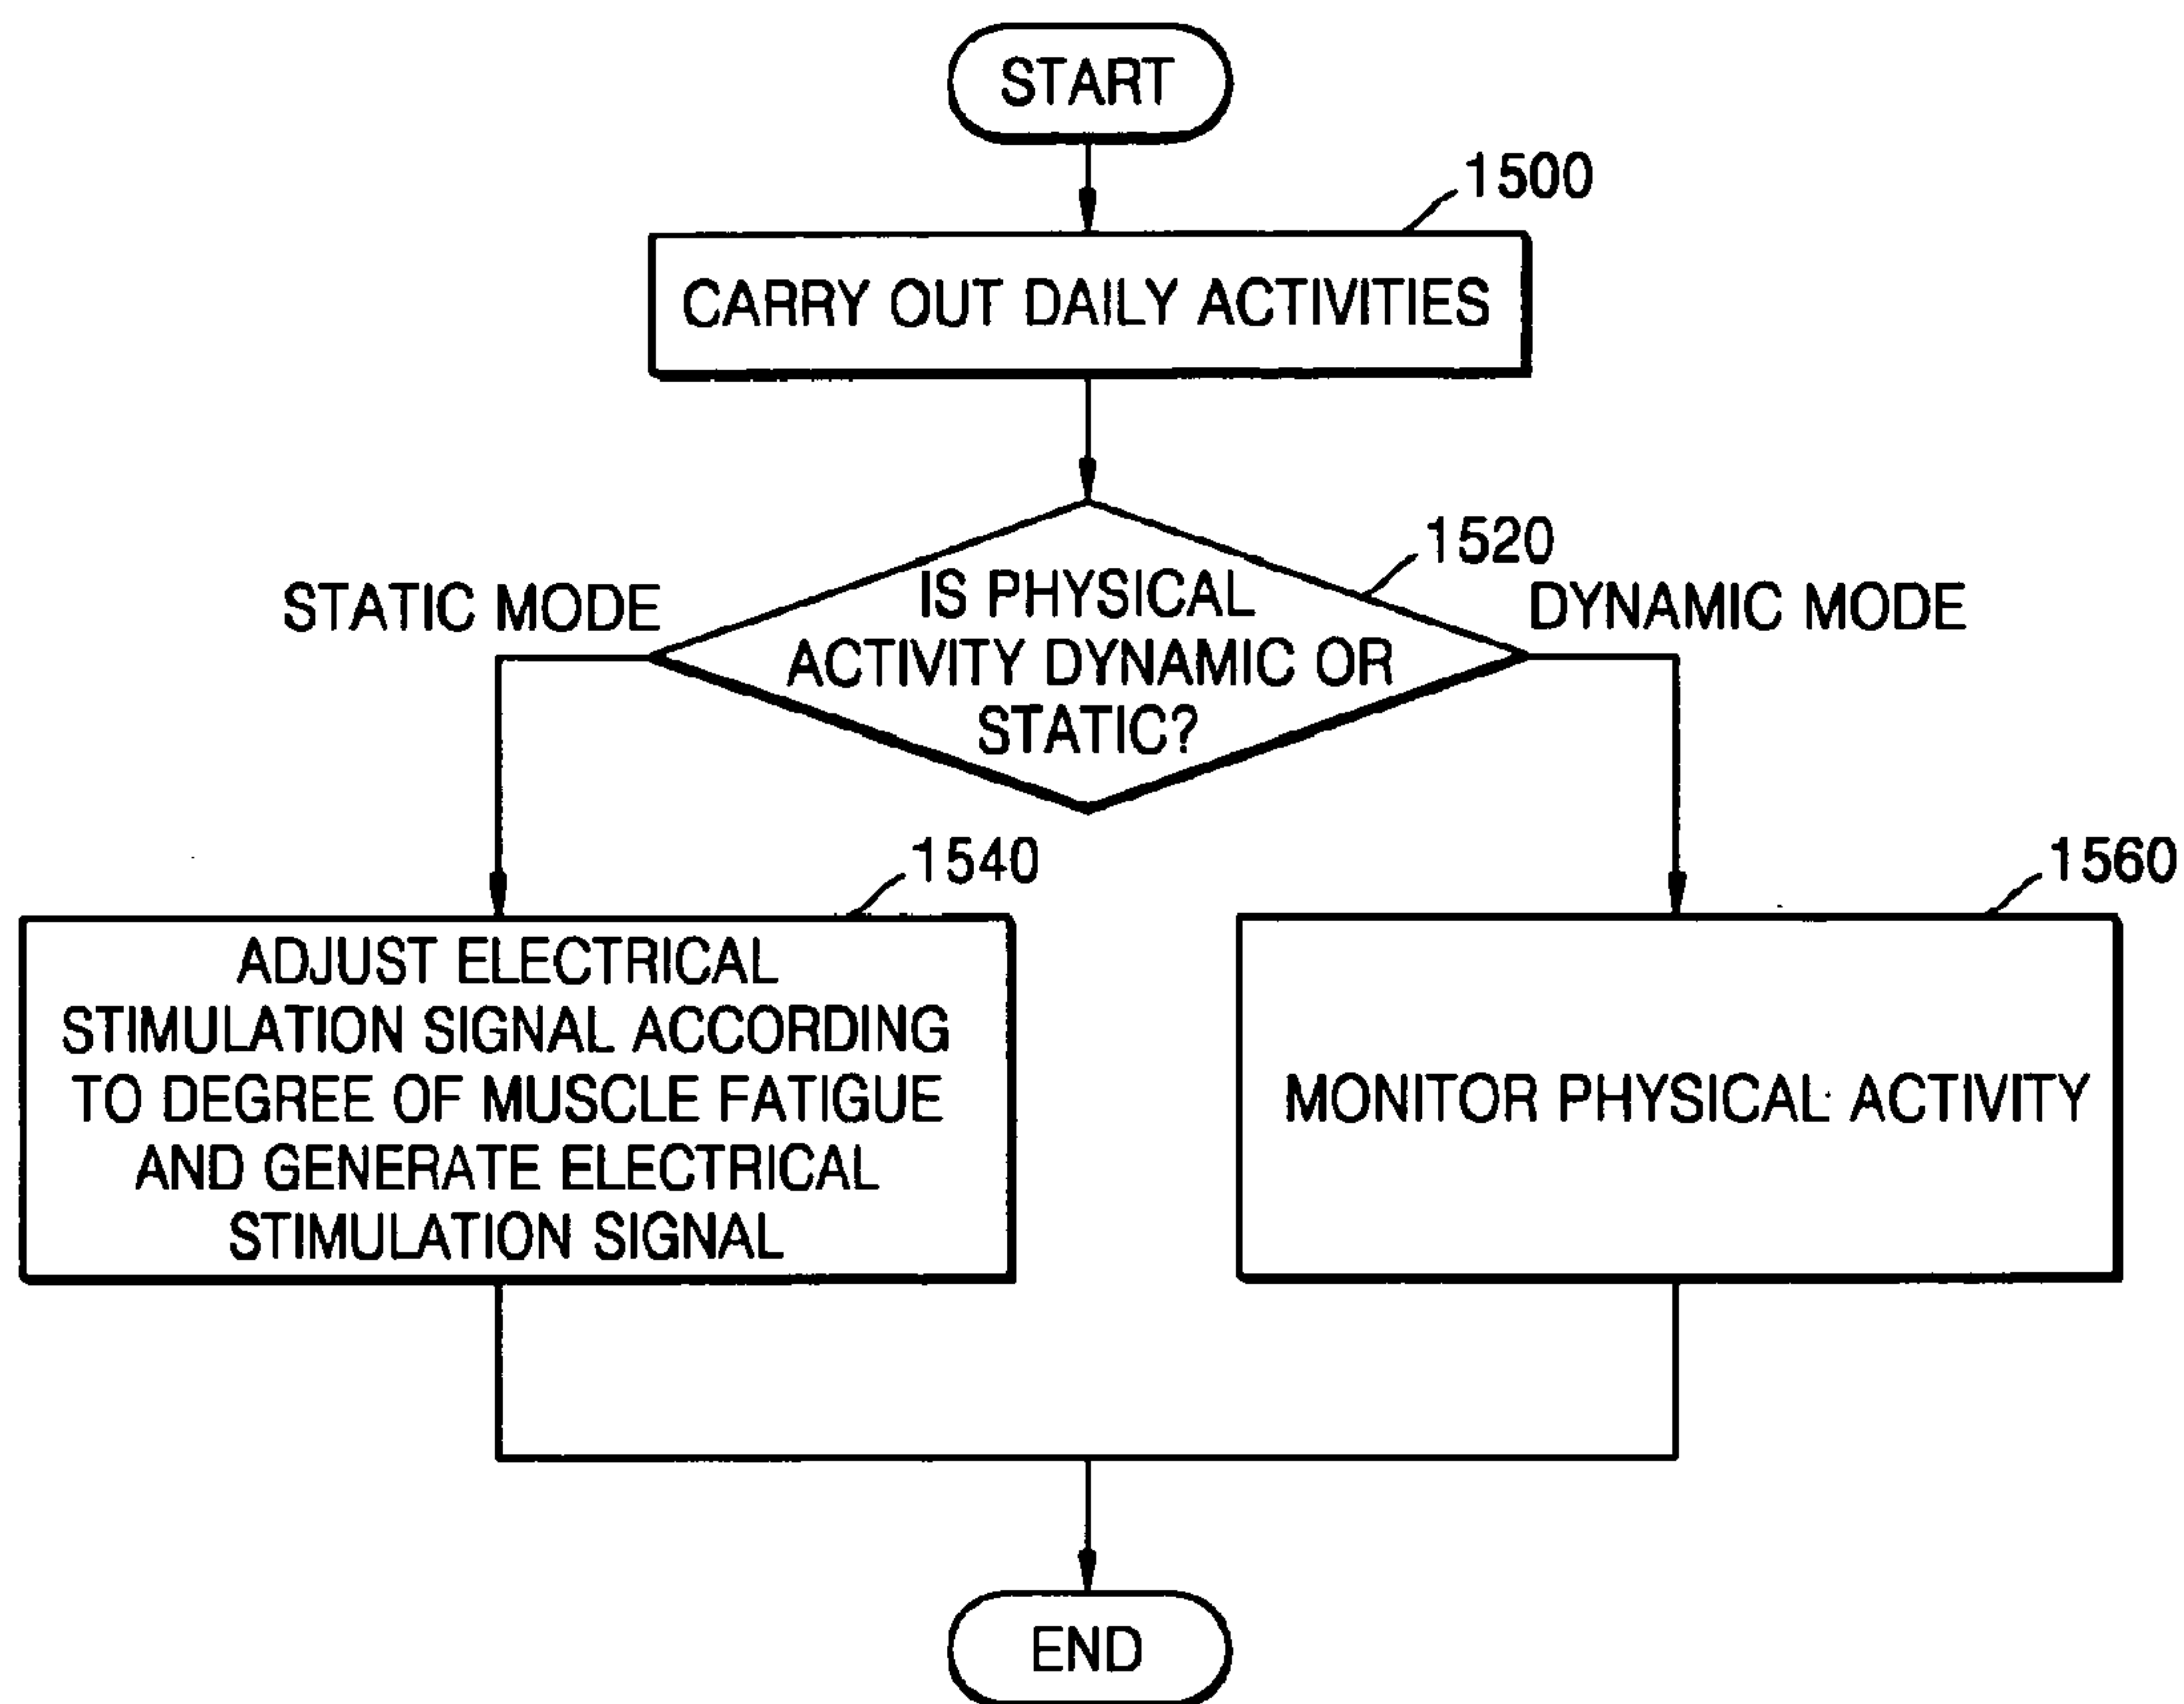 START
1500
CARRY OUT DAILY ACTIVITIES
1520
STATIC MODE
IS PHYSICAL
ACTIVITY DYNAMIC OR
STATIC?
DYNAMIC MODE
1540
ADJUST ELECTRICAL
STIMULATION SIGNAL ACCORDING
TO DEGREE OF MUSCLE FATIGUE
AND GENERATE ELECTRICAL
STIMULATION SIGNAL
1560
MONITOR PHYSICAL ACTIVITY
END